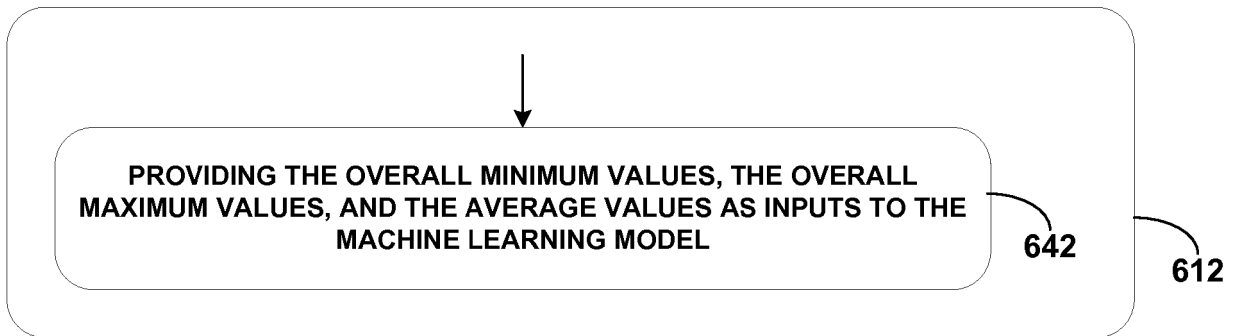 PROVIDING THE OVERALL MINIMUM VALUES, THE OVERALL
MAXIMUM VALUES, AND THE AVERAGE VALUES AS INPUTS TO THE
MACHINE LEARNING MODEL
642
612